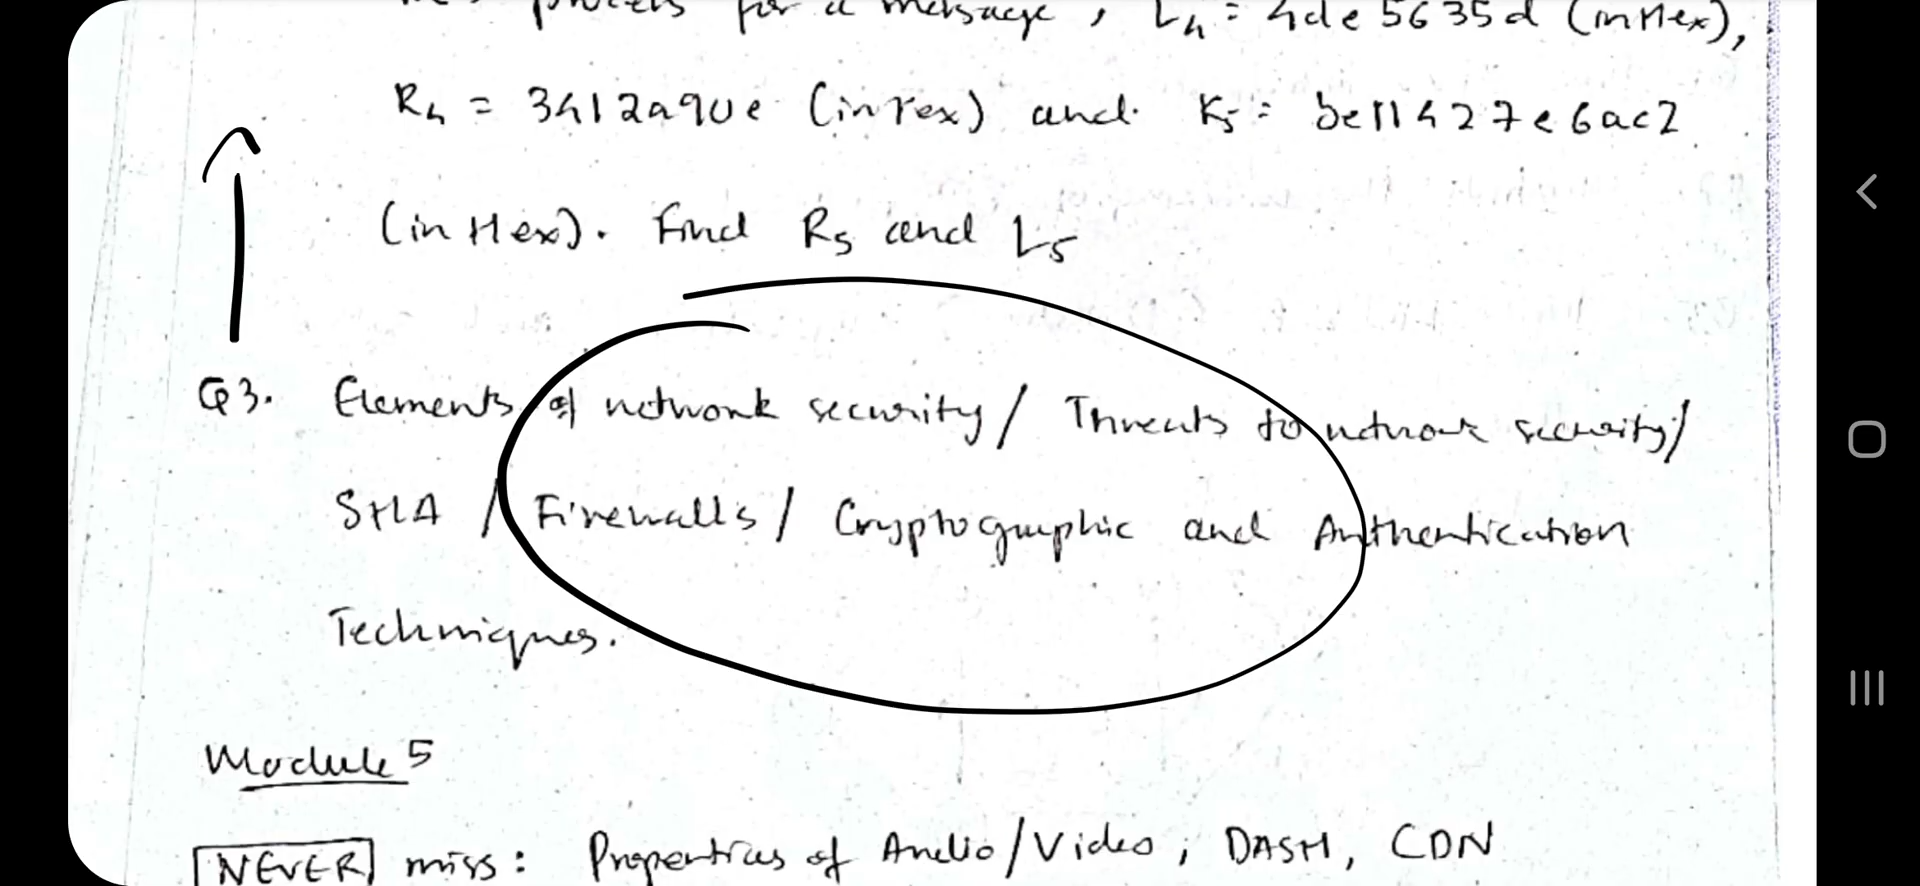 process for a message, L4 = 4de5635d (in Hex),
R4 = 3412a90e (in Hex) and K5 = be11427e6ac2
(in Hex). Find R5 and L5
Q3. Elements of network security / Threats to network security /
SHA / Firewalls / Cryptographic and Authentication
Techniques.
Module 5
NEVER miss: Properties of Audio/Video, DASH, CDN